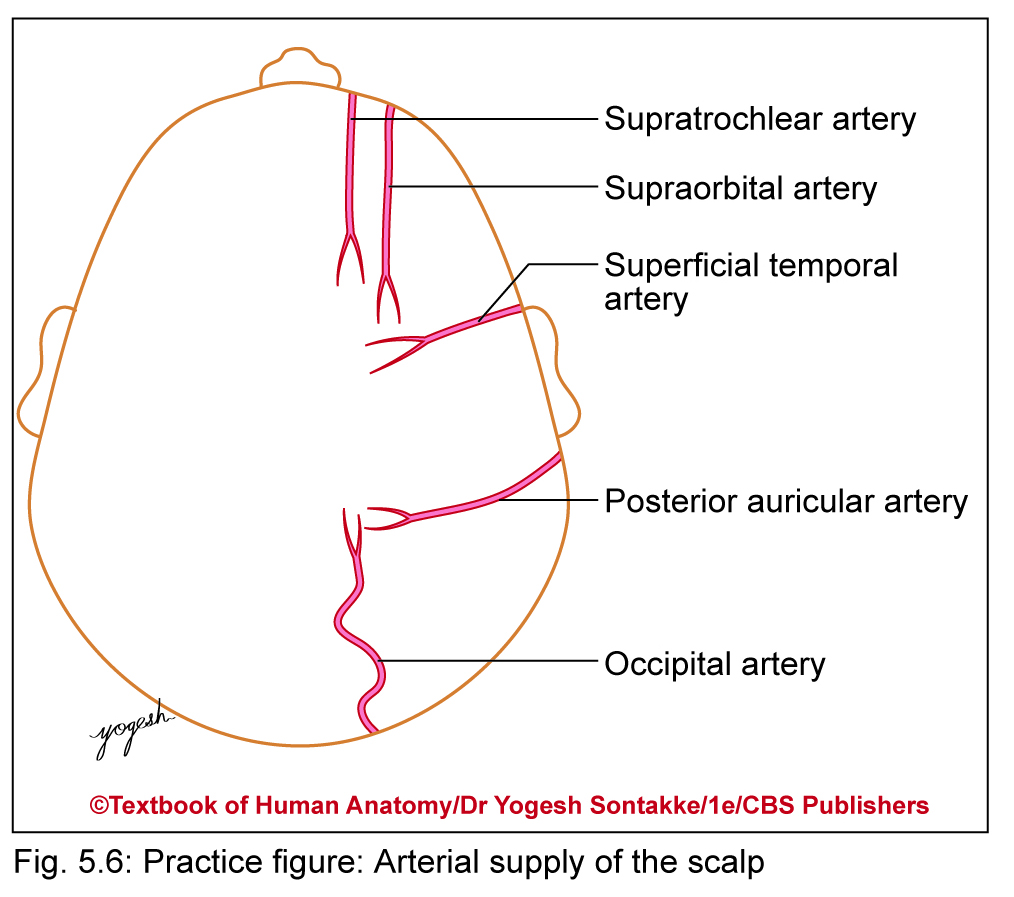 Supratrochlear artery
Supraorbital artery
Superficial temporal
artery
Posterior auricular artery
Occipital artery
yogesh
©Textbook of Human Anatomy/Dr Yogesh Sontakke/1e/CBS Publishers
Fig. 5.6: Practice figure: Arterial supply of the scalp